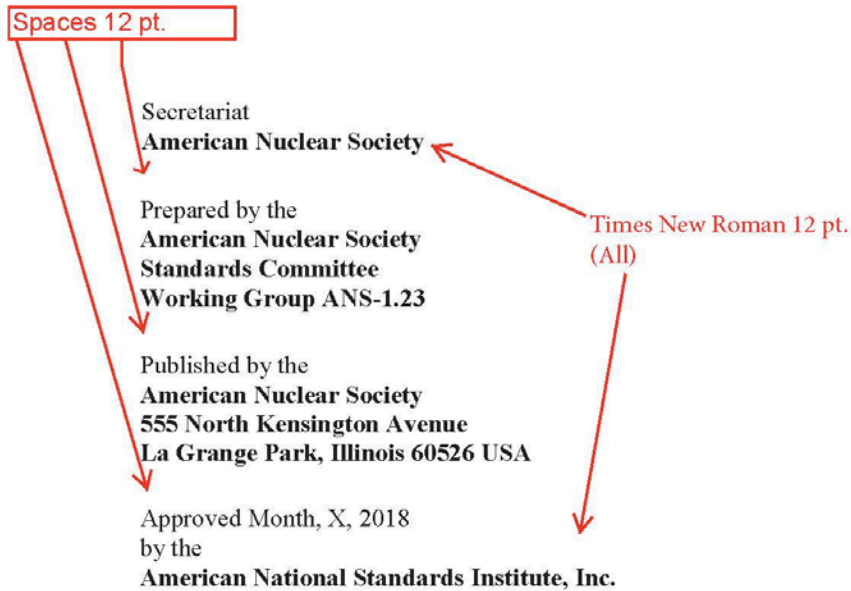 Spaces 12 pt.
Secretariat
American Nuclear Society
Prepared by the
American Nuclear Society
Standards Committee
Working Group ANS-1.23
Times New Roman 12 pt.
(All)
Published by the
American Nuclear Society
555 North Kensington Avenue
La Grange Park, Illinois 60526 USA
Approved Month, X, 2018
by the
American National Standards Institute, Inc.